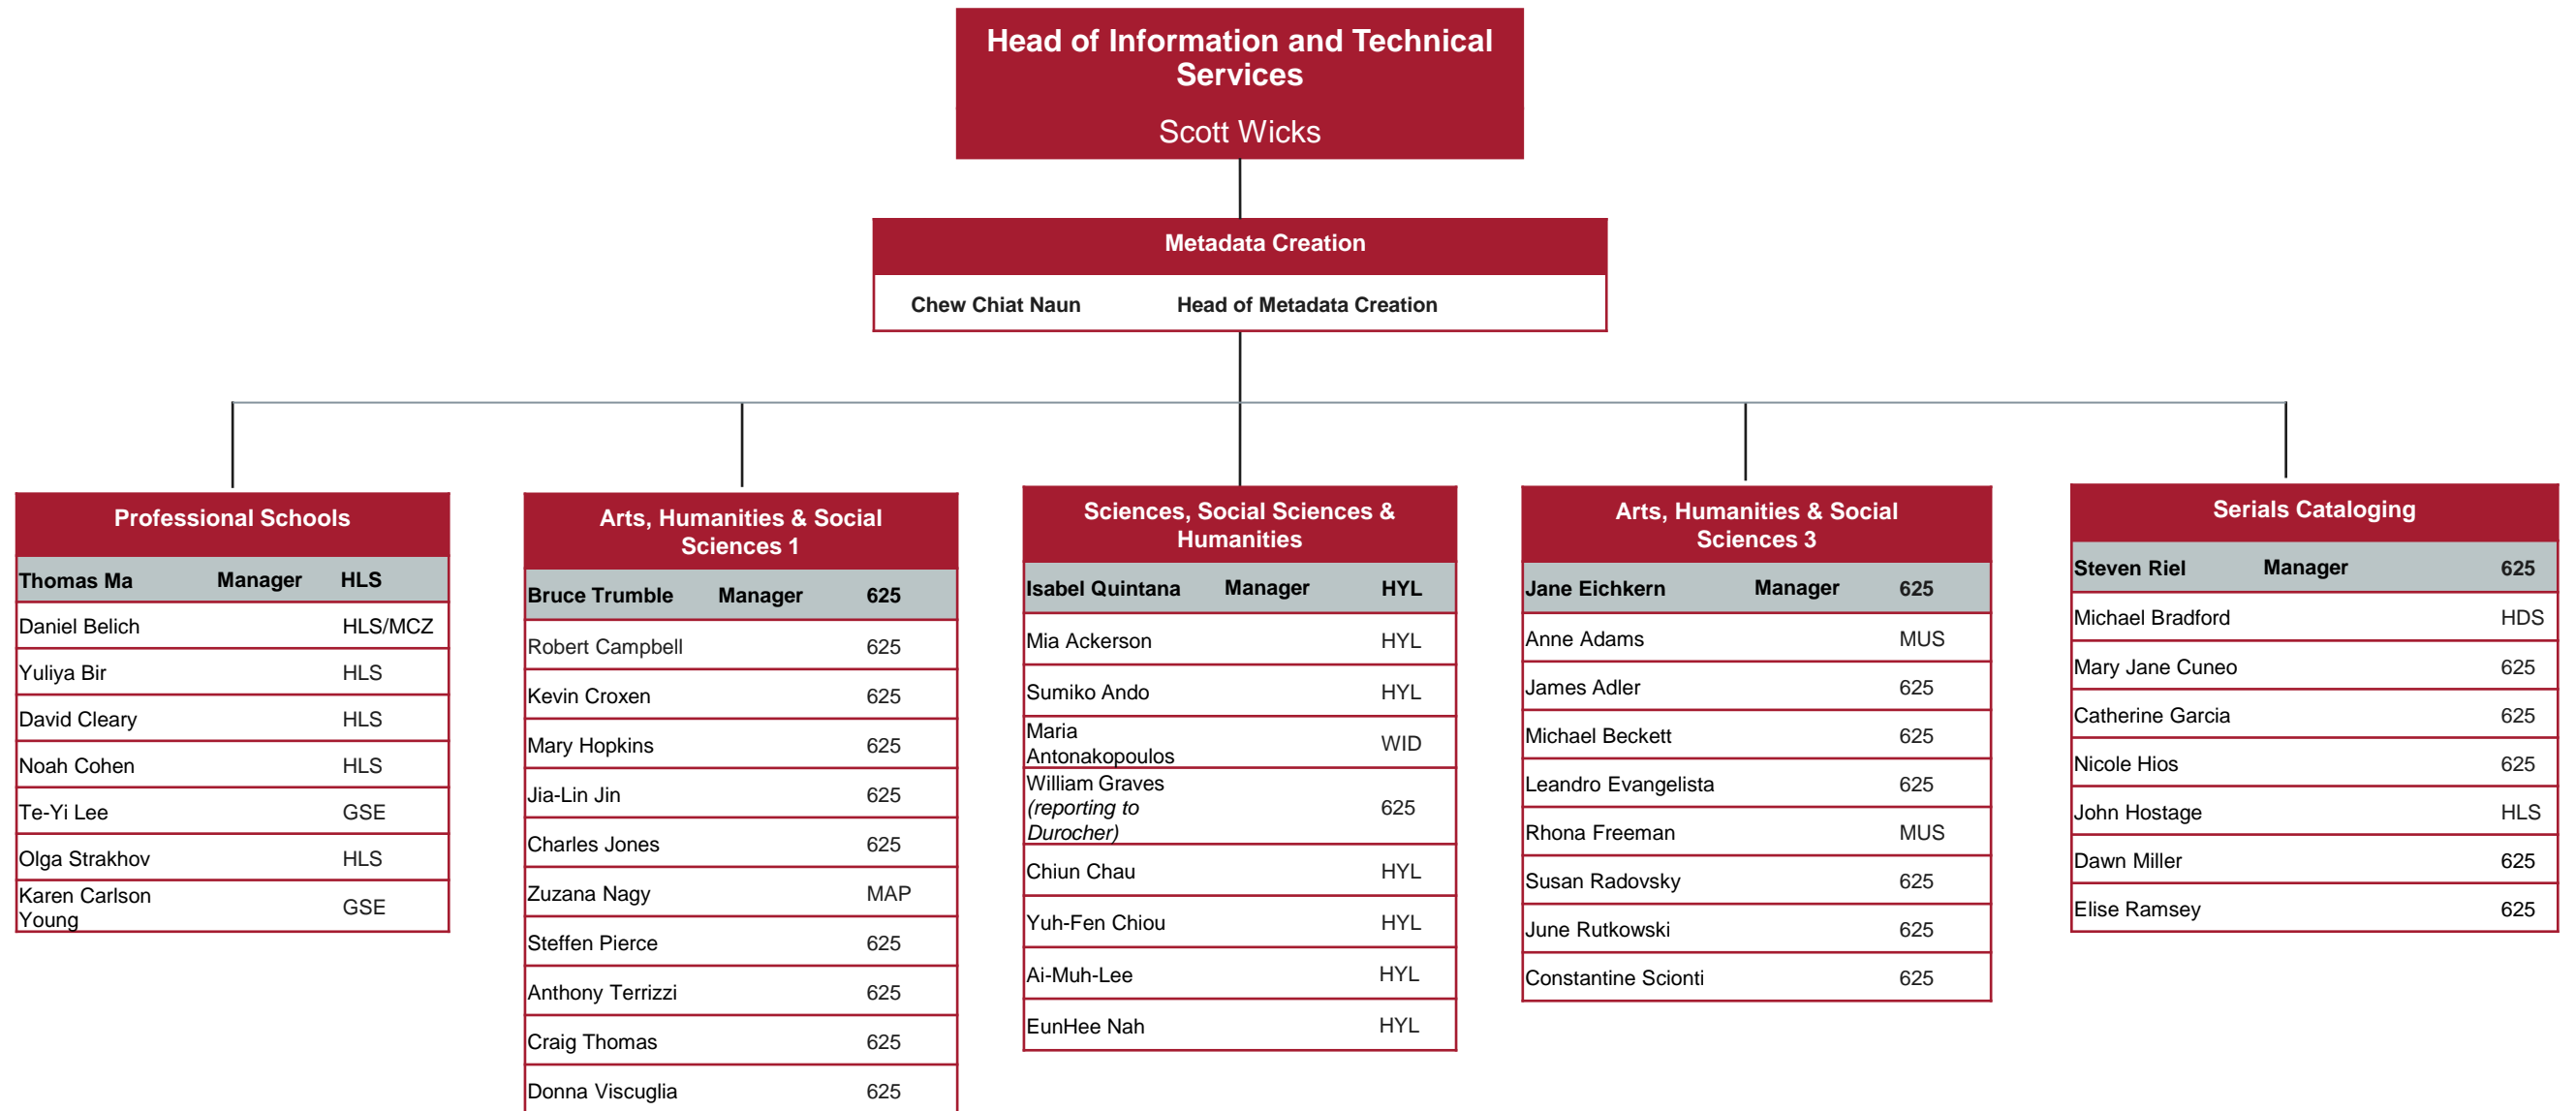 Head of Information and Technical
Services
Scott Wicks
Metadata Creation
Chew Chiat Naun Head of Metadata Creation
Professional Schools
Thomas Ma Manager HLS
Daniel Belich HLS/MCZ
Yuliya Bir HLS
David Cleary HLS
Noah Cohen HLS
Te-Yi Lee GSE
Olga Strakhov HLS
Karen Carlson
Young GSE
Arts, Humanities & Social
Sciences 1
Bruce Trumble Manager 625
Robert Campbell 625
Kevin Croxen 625
Mary Hopkins 625
Jia-Lin Jin 625
Charles Jones 625
Zuzana Nagy MAP
Steffen Pierce 625
Anthony Terrizzi 625
Craig Thomas 625
Donna Viscuglia 625
Sciences, Social Sciences &
Humanities
Isabel Quintana Manager HYL
Mia Ackerson HYL
Sumiko Ando HYL
Maria
Antonakopoulos WID
William Graves
(reporting to 625
Durocher)
Chiun Chau HYL
Yuh-Fen Chiou HYL
Ai-Muh-Lee HYL
EunHee Nah HYL
Arts, Humanities & Social
Sciences 3
Jane Eichkern Manager 625
Anne Adams MUS
James Adler 625
Michael Beckett 625
Leandro Evangelista 625
Rhona Freeman MUS
Susan Radovsky 625
June Rutkowski 625
Constantine Scionti 625
Serials Cataloging
Steven Riel Manager 625
Michael Bradford HDS
Mary Jane Cuneo 625
Catherine Garcia 625
Nicole Hios 625
John Hostage HLS
Dawn Miller 625
Elise Ramsey 625